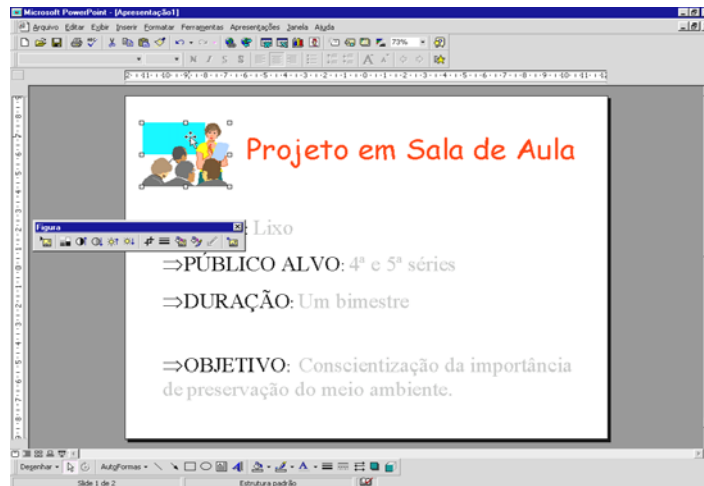 Microsoft PowerPoint - [Apresentação1]
Arquivo Editar Exibir Inserir Formatar Ferramentas Apresentações Janela Ajuda
73%
N I S S
Projeto em Sala de Aula
Figura
: Lixo
⇒PÚBLICO ALVO: 4ª e 5ª séries
⇒DURAÇÃO: Um bimestre
⇒OBJETIVO: Conscientização da importância
de preservação do meio ambiente.
Desenhar AutoFormas
Slide 1 de 2 Estrutura padrão